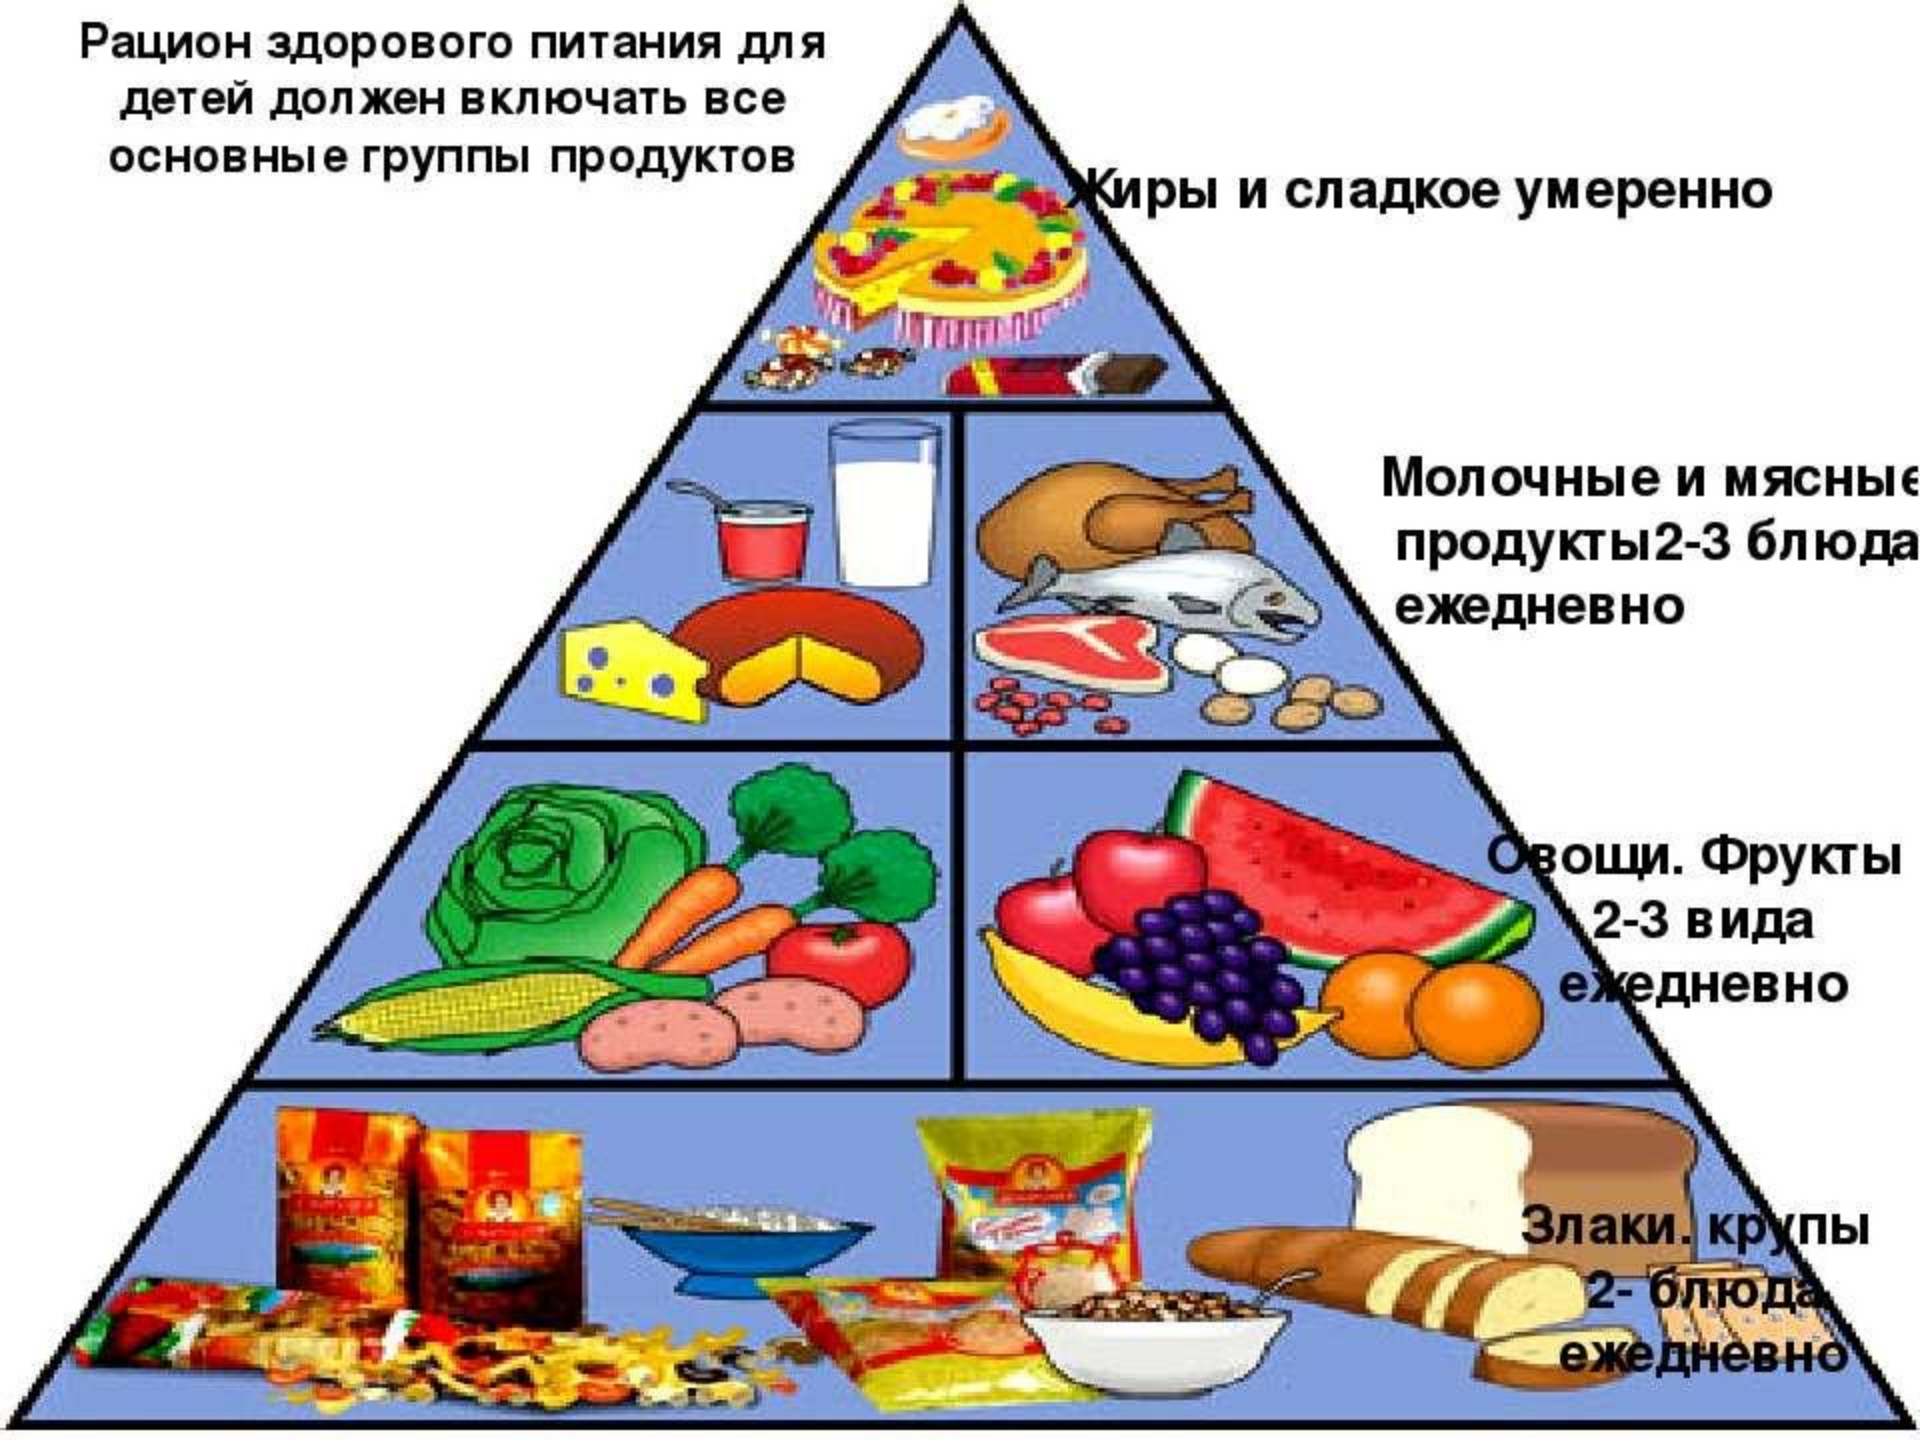 Рацион здорового питания для
детей должен включать все
основные группы продуктов
Жиры и сладкое умеренно
Молочные и мясные
продукты2-3 блюда
ежедневно
Овощи. Фрукты
2-3 вида
ежедневно
Злаки. крупы
2- блюда
ежедневно